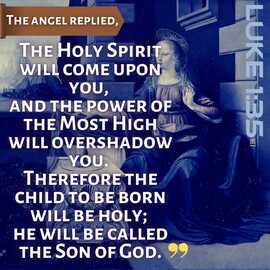 The angel replied,
The Holy Spirit
will come upon
you,
and the power of
the Most High
will overshadow
you.
Therefore the
child to be born
will be holy;
he will be called
the Son of God. ”
LUKE 1:35